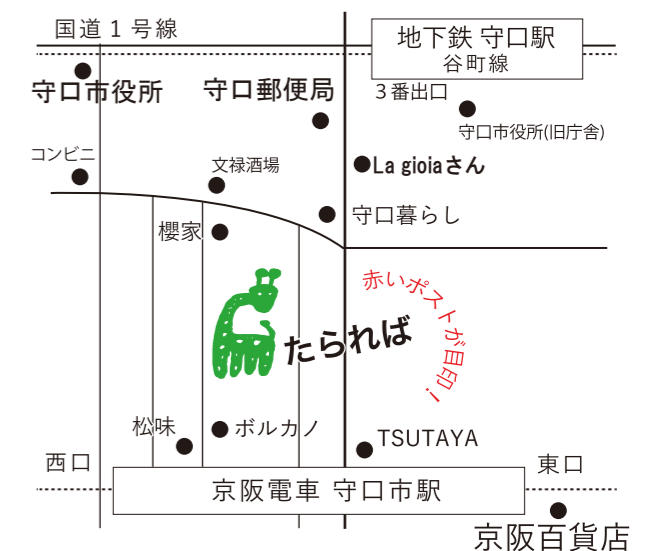 国道1号線
地下鉄 守口駅
谷町線
守口市役所
守口郵便局
3番出口
守口市役所(旧庁舎)
コンビニ
文禄酒場
La gioiaさん
櫻家
守口暮らし
赤いポストが目印！
たられば
松味
ボルカノ
TSUTAYA
西口
京阪電車 守口市駅
東口
京阪百貨店